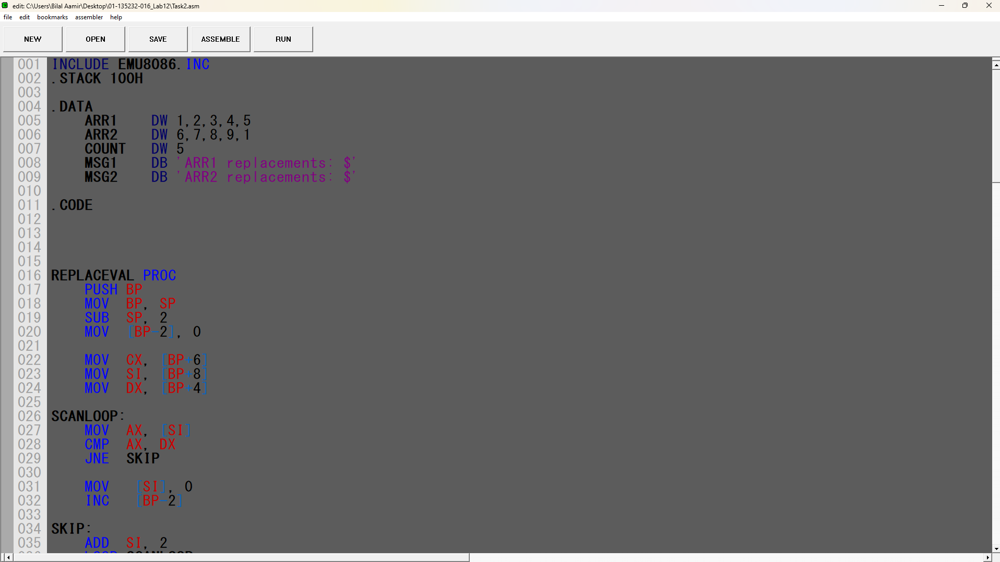 edit: C:\Users\Bilal Aamir\Desktop\01-135232-016_Lab12\Task2.asm
file edit bookmarks assembler help
NEW OPEN SAVE ASSEMBLE RUN
001 INCLUDE EMU8086.INC
002 .STACK 100H
003
004 .DATA
005 ARR1 DW 1,2,3,4,5
006 ARR2 DW 6,7,8,9,1
007 COUNT DW 5
008 MSG1 DB 'ARR1 replacements: $'
009 MSG2 DB 'ARR2 replacements: $'
010
011 .CODE
012
013
014
015
016 REPLACEVAL PROC
017 PUSH BP
018 MOV BP, SP
019 SUB SP, 2
020 MOV [BP-2], 0
021
022 MOV CX, [BP+6]
023 MOV SI, [BP+8]
024 MOV DX, [BP+4]
025
026 SCANLOOP:
027 MOV AX, [SI]
028 CMP AX, DX
029 JNE SKIP
030
031 MOV [SI], 0
032 INC [BP-2]
033
034 SKIP:
035 ADD SI, 2